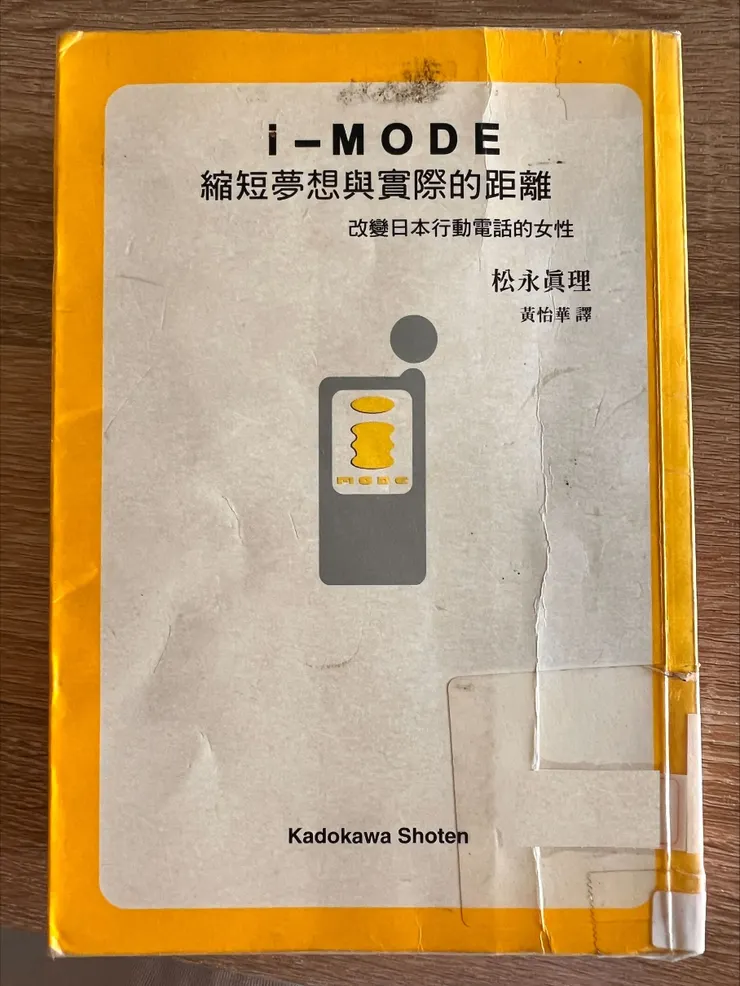 i-MODE
縮短夢想與實際的距離
改變日本行動電話的女性
松永眞理
黃怡華 譯
i
MODE
Kadokawa Shoten